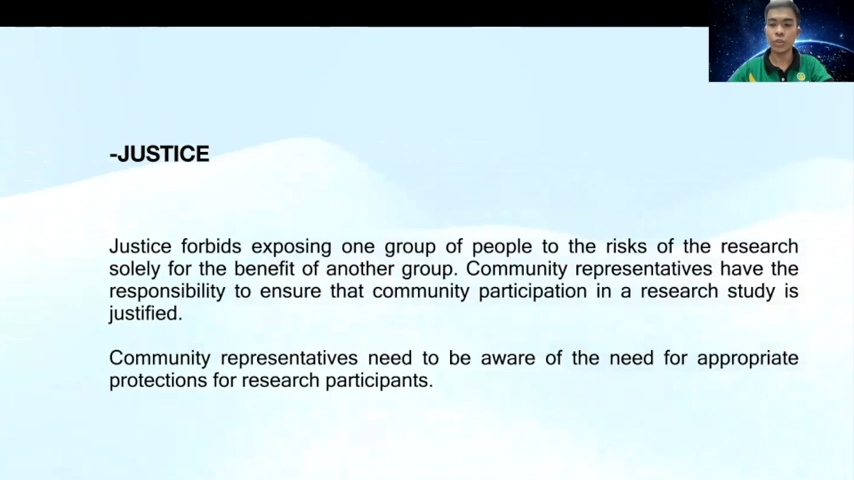 -JUSTICE
Justice forbids exposing one group of people to the risks of the research
solely for the benefit of another group. Community representatives have the
responsibility to ensure that community participation in a research study is
justified.
Community representatives need to be aware of the need for appropriate
protections for research participants.